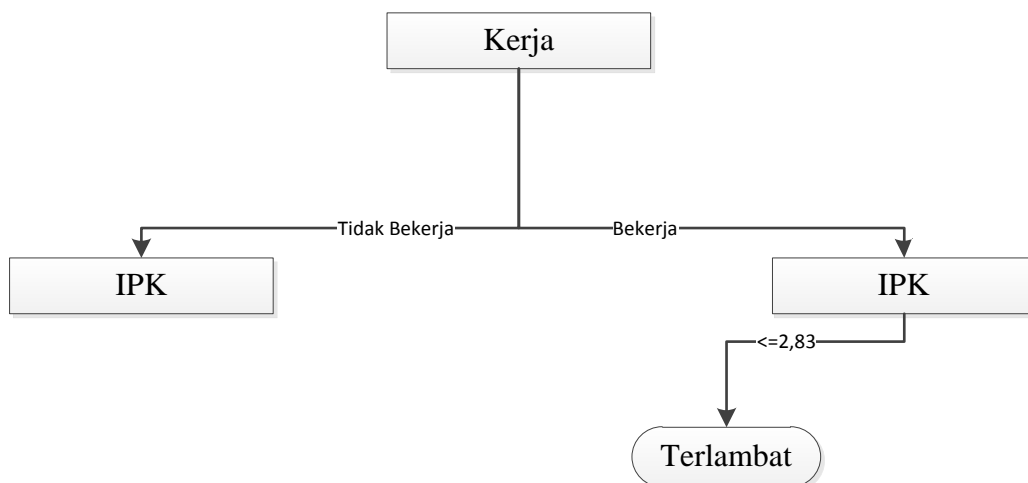 Kerja
Tidak Bekerja
Bekerja
IPK
IPK
<=2,83
Terlambat